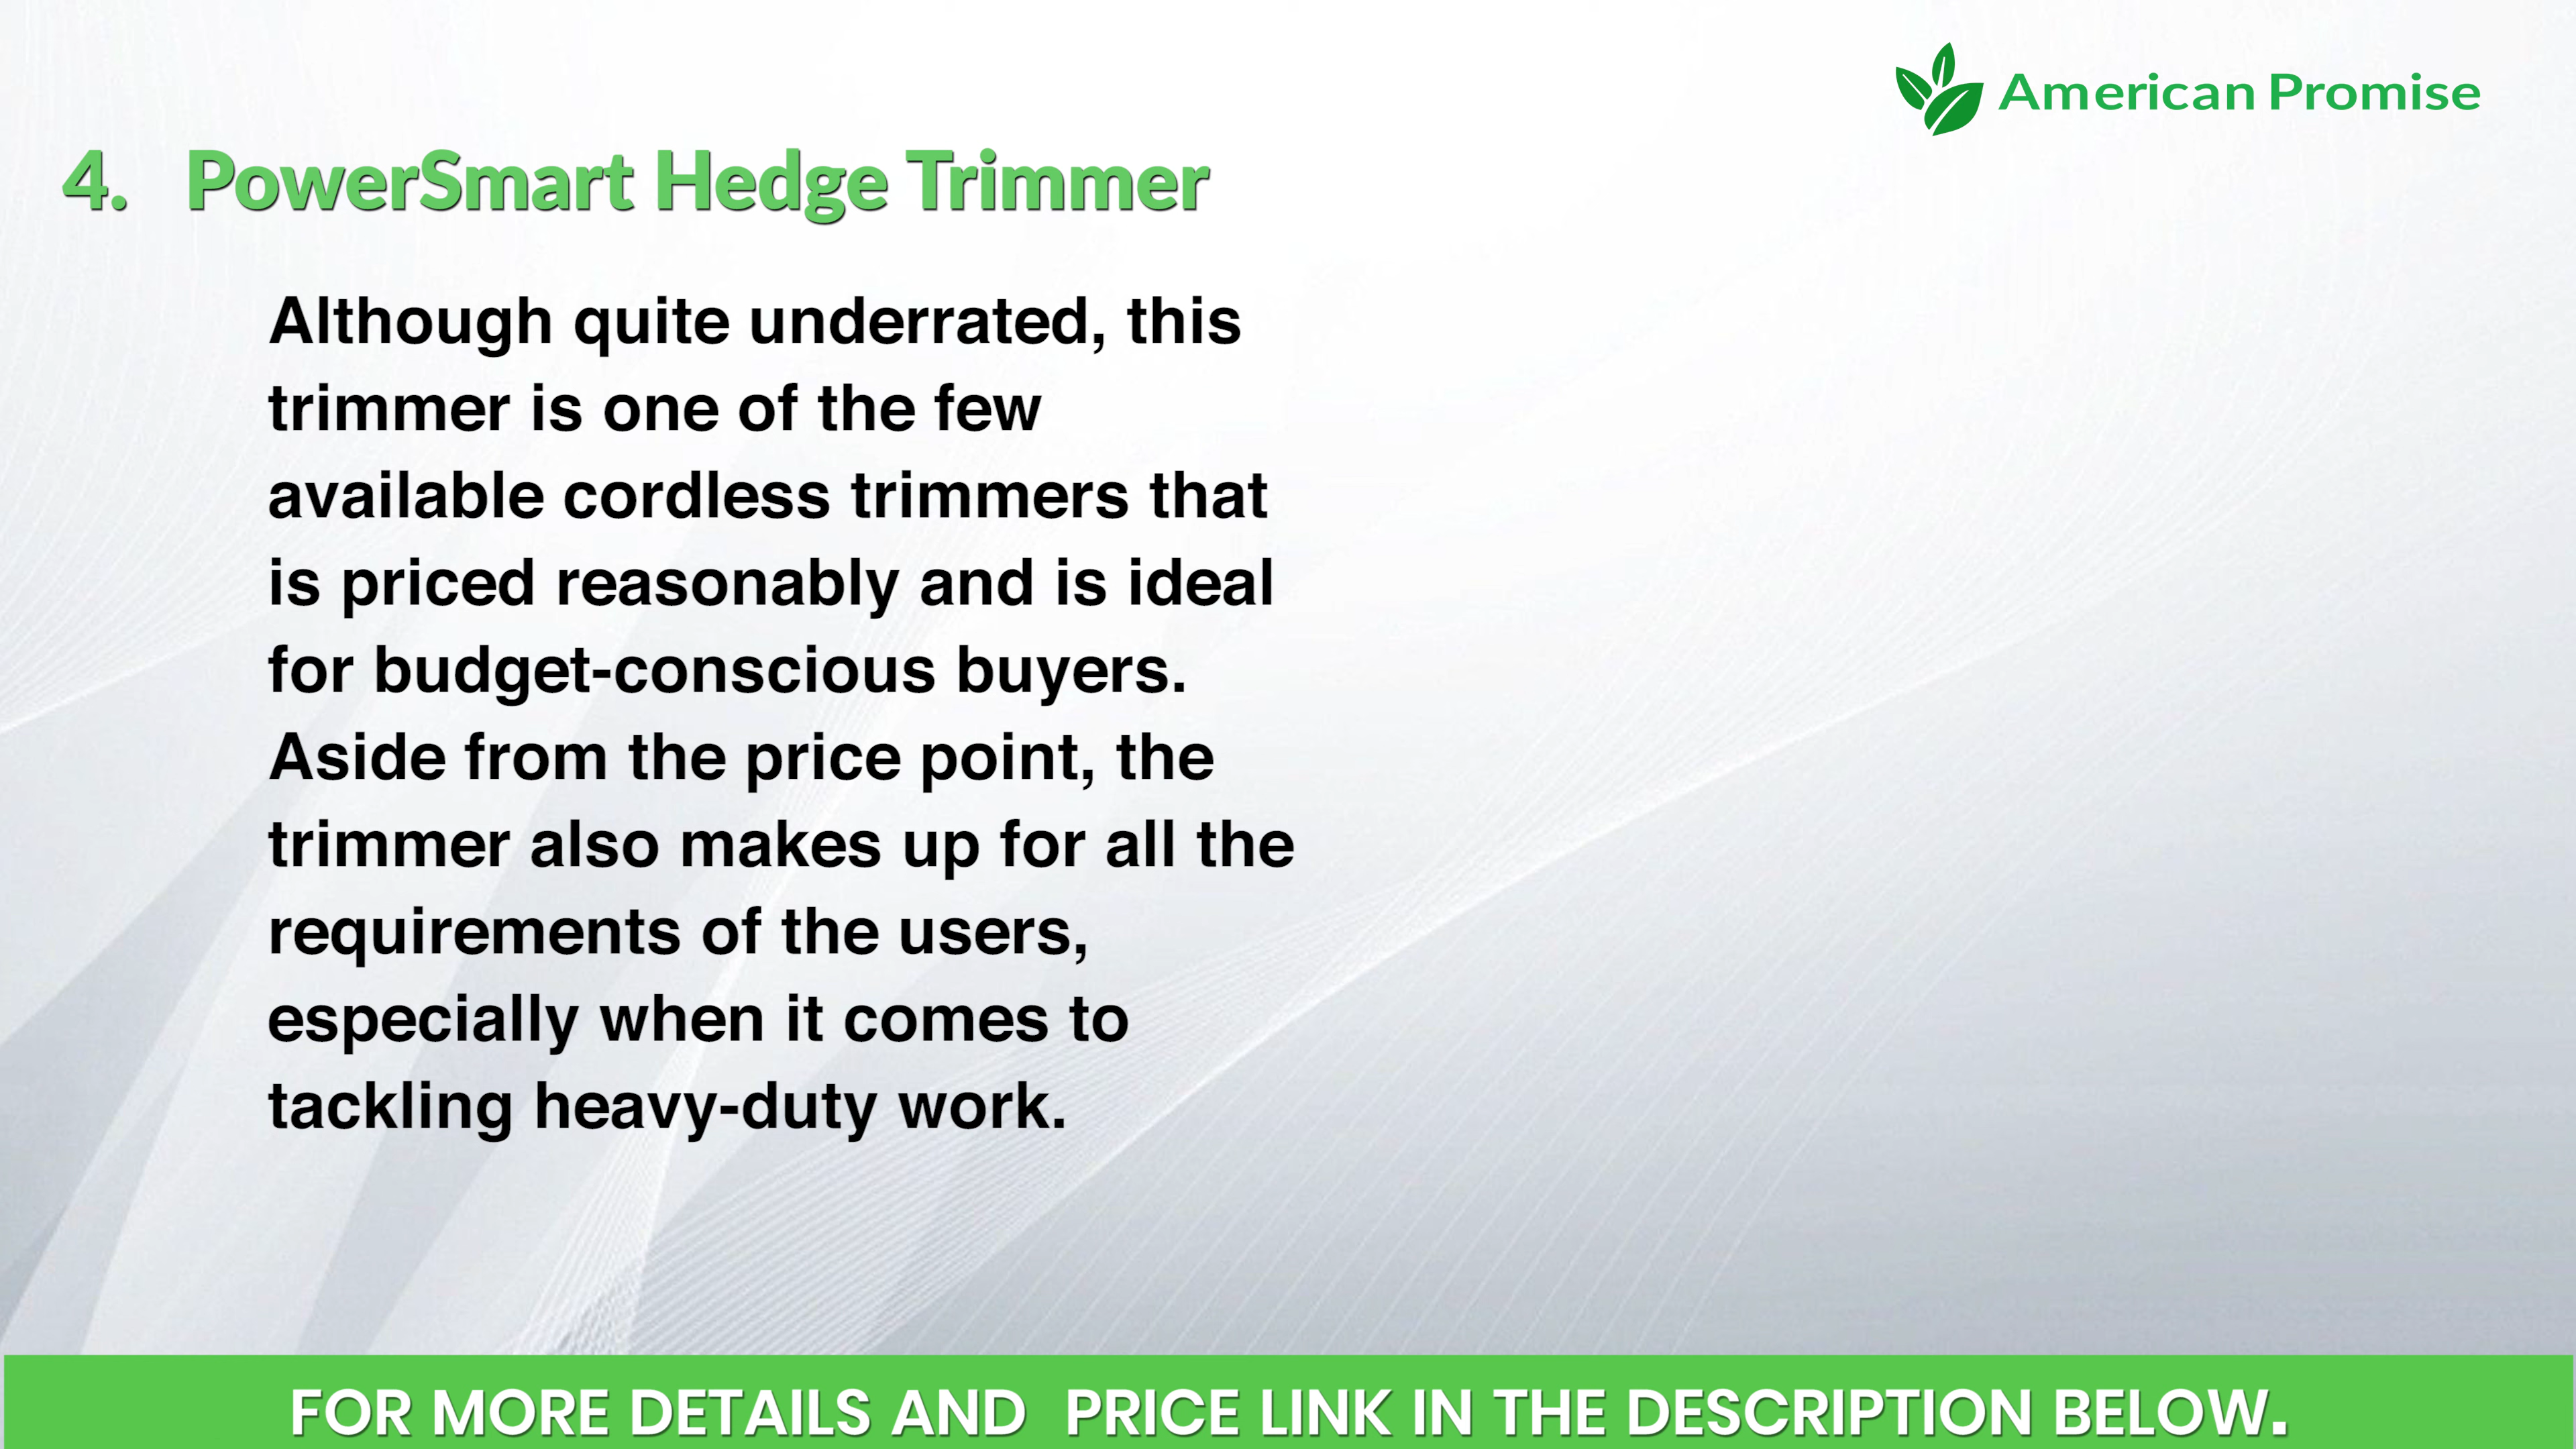 American Promise
4. PowerSmart Hedge Trimmer
Although quite underrated, this
trimmer is one of the few
available cordless trimmers that
is priced reasonably and is ideal
for budget-conscious buyers.
Aside from the price point, the
trimmer also makes up for all the
requirements of the users,
especially when it comes to
tackling heavy-duty work.
FOR MORE DETAILS AND  PRICE LINK IN THE DESCRIPTION BELOW.